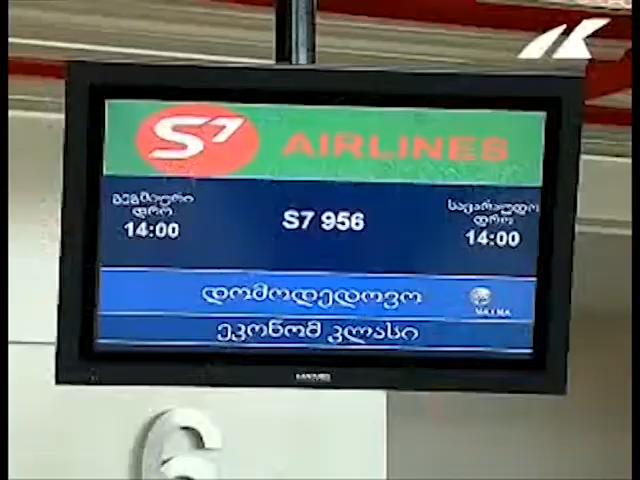 S7 AIRLINES
გეგმიური დრო
14:00
S7 956
სავარაუდო დრო
14:00
დომოდედოვო
ეკონომ კლასი
6